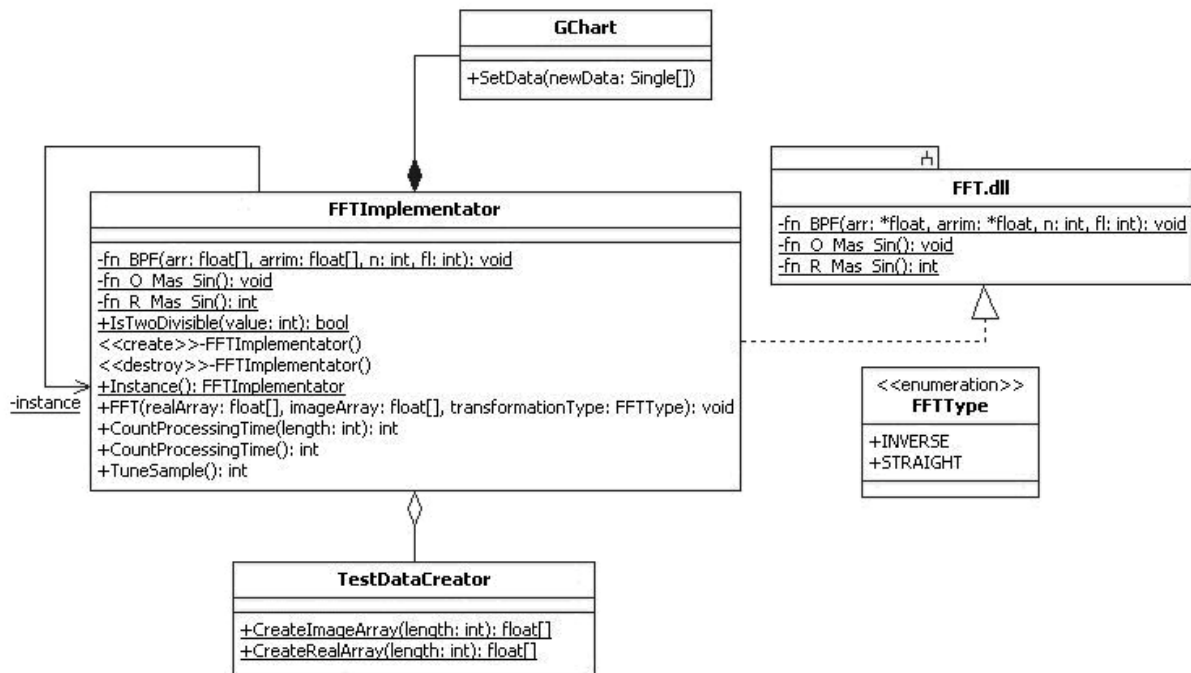 GChart
+SetData(newData: Single[])
FFTImplementator
-fn_BPF(arr: float[], arrim: float[], n: int, fl: int): void
-fn_O_Mas_Sin(): void
-fn_R_Mas_Sin(): int
+IsTwoDivisible(value: int): bool
<<create>>-FFTImplementator()
<<destroy>>-FFTImplementator()
+Instance(): FFTImplementator
+FFT(realArray: float[], imageArray: float[], transformationType: FFTType): void
+CountProcessingTime(length: int): int
+CountProcessingTime(): int
+TuneSample(): int
-instance
FFT.dll
-fn_BPF(arr: *float, arrim: *float, n: int, fl: int): void
-fn_O_Mas_Sin(): void
-fn_R_Mas_Sin(): int
<<enumeration>>
FFTType
+INVERSE
+STRAIGHT
TestDataCreator
+CreateImageArray(length: int): float[]
+CreateRealArray(length: int): float[]